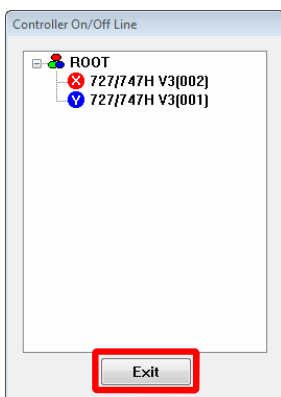 Controller On/Off Line
ROOT
X 727/747H V3(002)
Y 727/747H V3(001)
Exit